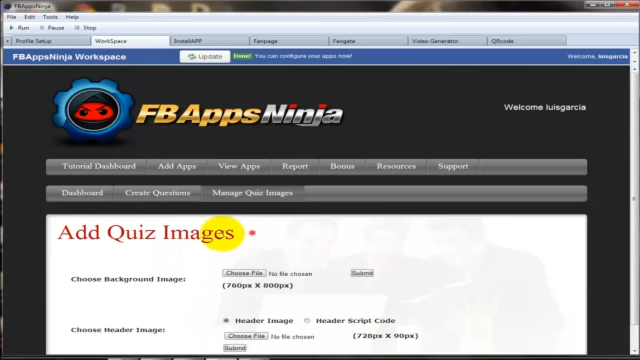 FBAppsNinja
File Edit Tools Help
Run Pause Stop
Profile Setup WorkSpace InstallAPP Fanpage Fangate Video Generator QRcode
FBAppsNinja Workspace Update Done! You can configure your apps now! Welcome, luisgarcia
FBAppsNinja
Welcome luisgarcia
Tutorial Dashboard Add Apps View Apps Report Bonus Resources Support
Dashboard Create Questions Manage Quiz Images
Add Quiz Images
Choose Background Image: Choose File No file chosen Submit
(760px X 800px)
Header Image Header Script Code
Choose Header Image: Choose File No file chosen (728px X 90px)
Submit